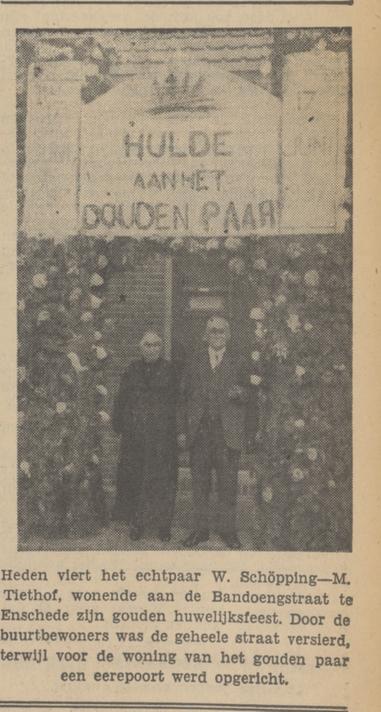 HULDE
AAN HET
GOUDEN PAAR
17
JUNI
Heden viert het echtpaar W. Schöpping—M.
Tiethof, wonende aan de Bandoengstraat te
Enschede zijn gouden huwelijksfeest. Door de
buurtbewoners was de geheele straat versierd,
terwijl voor de woning van het gouden paar
een eerepoort werd opgericht.